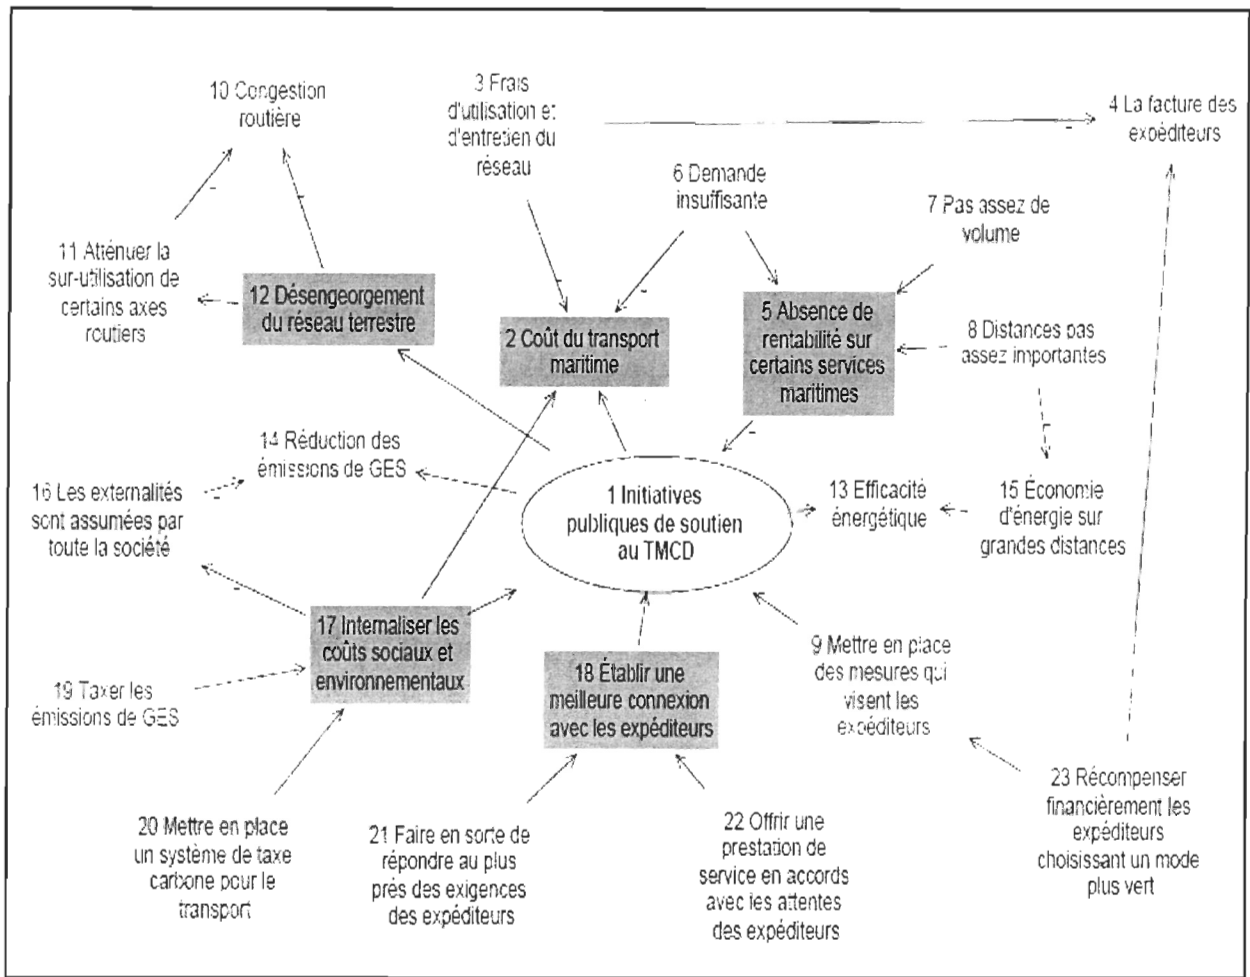 10 Congestion
routière
3 Frais
d'utilisation et
d'entretien du
réseau
4 La facture des
expéditeurs
6 Demande
insuffisante
7 Pas assez de
volume
11 Atténuer la
sur-utilisation de
certains axes
routiers
12 Désengeorgement
du réseau terrestre
2 Coût du transport
maritime
5 Absence de
rentabilité sur
certains services
maritimes
8 Distances pas
assez importantes
14 Réduction des
émissions de GES
16 Les externalités
sont assumées par
toute la société
1 Initiatives
publiques de soutien
au TMCD
13 Efficacité
énergétique
15 Économie
d'énergie sur
grandes distances
17 Internaliser les
coûts sociaux et
environnementaux
18 Établir une
meilleure connexion
avec les expéditeurs
9 Mettre en place
des mesures qui
visent les
expéditeurs
19 Taxer les
émissions de GES
20 Mettre en place
un système de taxe
carbone pour le
transport
21 Faire en sorte de
répondre au plus
près des exigences
des expéditeurs
22 Offrir une
prestation de
service en accords
avec les attentes
des expéditeurs
23 Récompenser
financièrement les
expéditeurs
choisissant un mode
plus vert